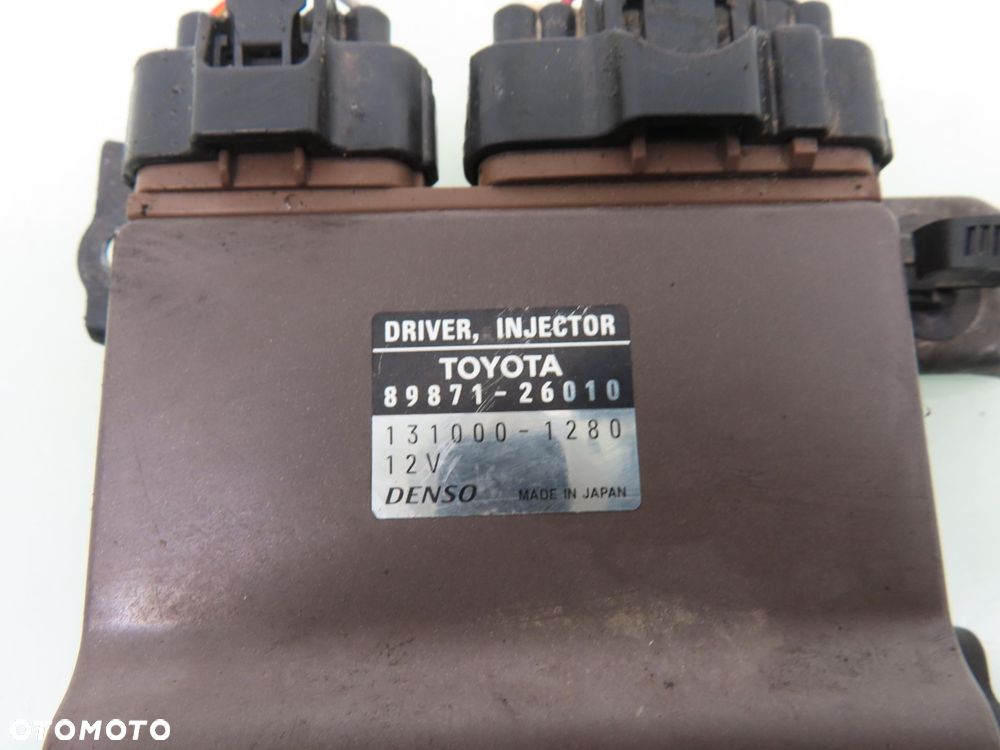 DRIVER, INJECTOR
TOYOTA
89871-26010
131000-1280
12V
DENSO MADE IN JAPAN
OTOMOTO